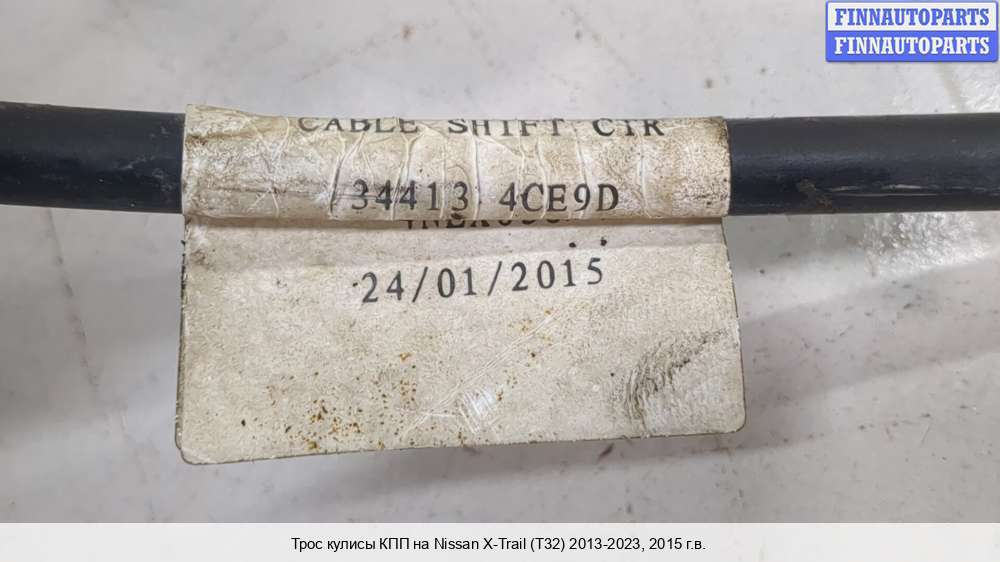 FINNAUTOPARTS
FINNAUTOPARTS
CABLE SHIFT CTR
34413 4CE9D
24/01/2015
Трос кулисы КПП на Nissan X-Trail (T32) 2013-2023, 2015 г.в.